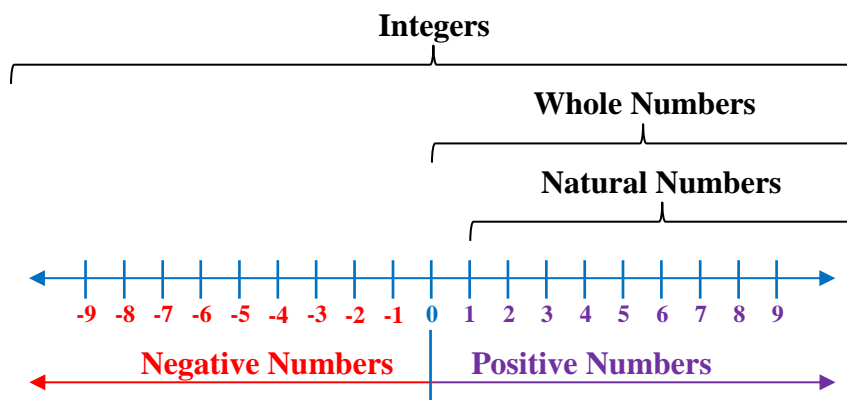 Integers
Whole Numbers
Natural Numbers
-9 -8 -7 -6 -5 -4 -3 -2 -1 0 1 2 3 4 5 6 7 8 9
Negative Numbers Positive Numbers